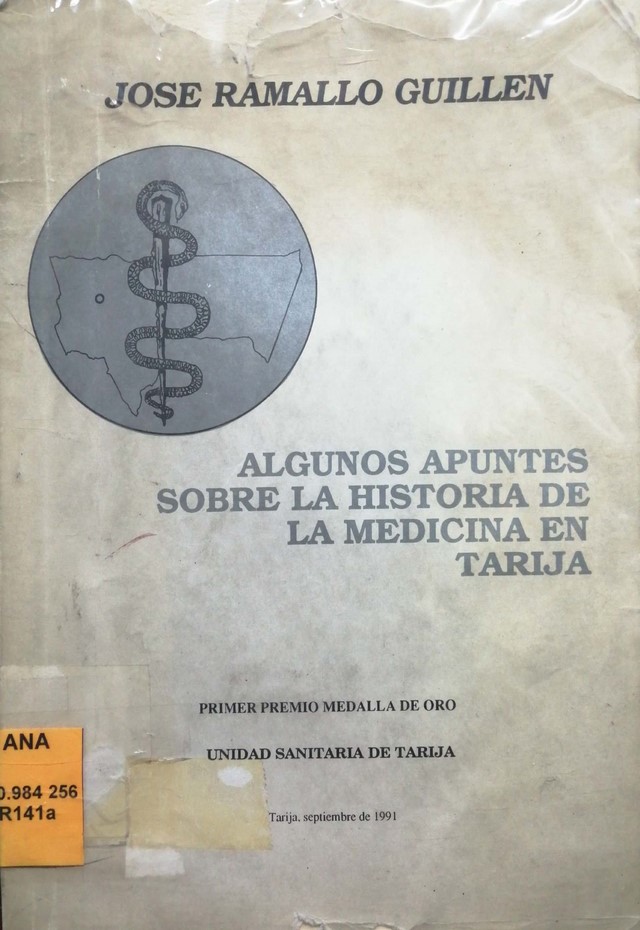 JOSE RAMALLO GUILLEN
ALGUNOS APUNTES
SOBRE LA HISTORIA DE
LA MEDICINA EN
TARIJA
PRIMER PREMIO MEDALLA DE ORO
UNIDAD SANITARIA DE TARIJA
Tarija, septiembre de 1991
ANA
0.984 256
R141a